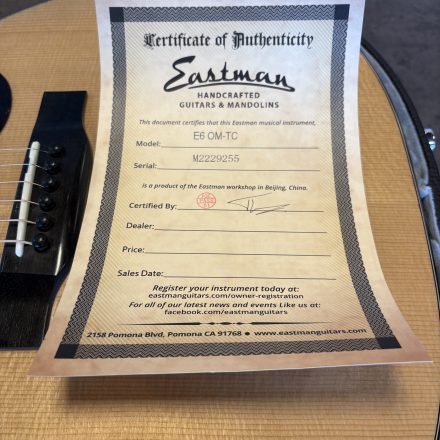 Certificate of Authenticity
Eastman
HANDCRAFTED
GUITARS & MANDOLINS
This document certifies that this Eastman musical instrument,
Model: E6 OM-TC
Serial: M2229255
is a product of the Eastman workshop in Beijing, China.
Certified By:
Dealer:
Price:
Sales Date:
Register your instrument today at:
eastmanguitars.com/owner-registration
For all of our latest news and events Like us at:
facebook.com/eastmanguitars
2158 Pomona Blvd, Pomona CA 91768 ● www.eastmanguitars.com